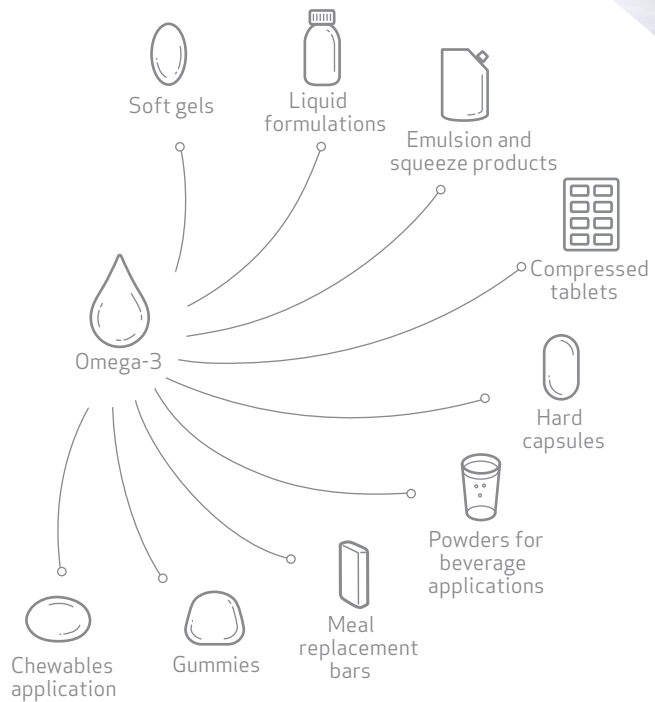 Soft gels
Liquid
formulations
Emulsion and
squeeze products
Compressed
tablets
Omega-3
Hard
capsules
Powders for
beverage
applications
Meal
replacement
bars
Gummies
Chewables
application